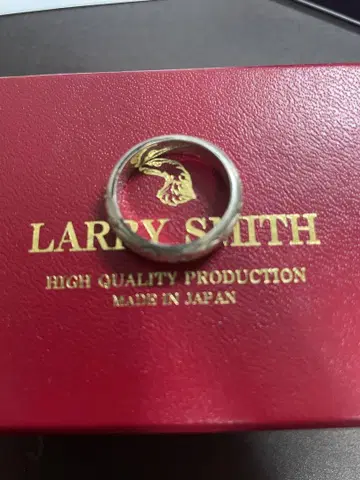 LARRY SMITH
HIGH QUALITY PRODUCTION
MADE IN JAPAN